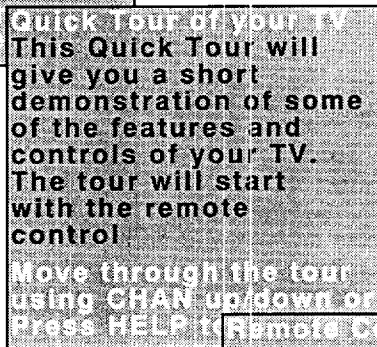 Quick Tour of your TV
This Quick Tour will
give you a short
demonstration of some
of the features and
controls of your TV.
The tour will start
with the remote
control
Move through the tour
using CHAN up/down or
Press HELP to
Remote